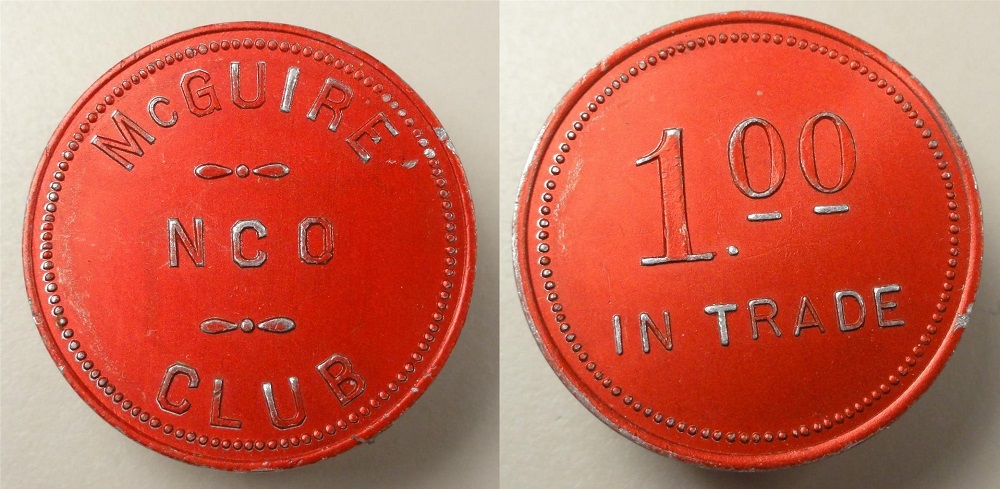 McGUIRE
NCO
CLUB
1.00
IN TRADE